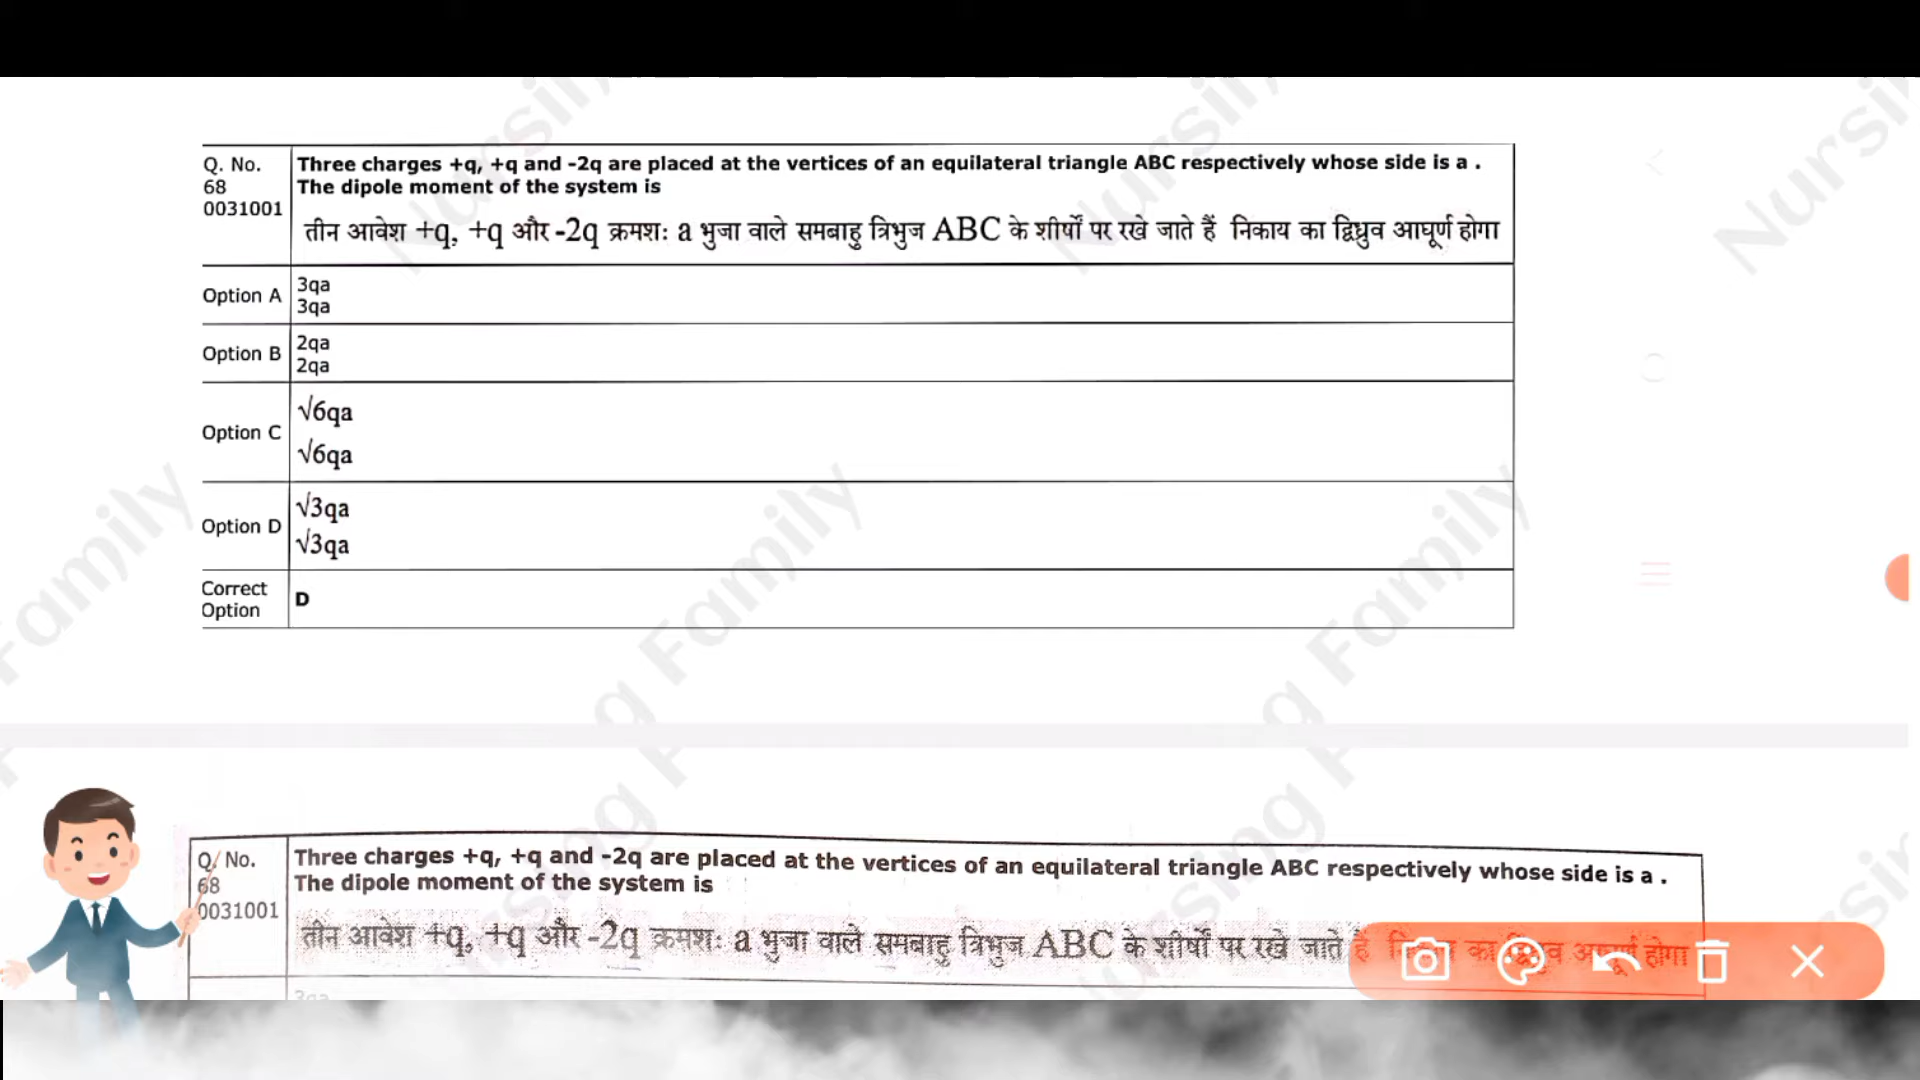 Q. No.
68
0031001
Three charges +q, +q and -2q are placed at the vertices of an equilateral triangle ABC respectively whose side is a .
The dipole moment of the system is
तीन आवेश +q, +q और -2q क्रमशः a भुजा वाले समबाहु त्रिभुज ABC के शीर्षों पर रखे जाते हैं निकाय का द्विध्रुव आघूर्ण होगा
Option A
3qa
3qa
Option B
2qa
2qa
Option C
√6qa
√6qa
Option D
√3qa
√3qa
Correct
Option
D
Q. No.
68
0031001
Three charges +q, +q and -2q are placed at the vertices of an equilateral triangle ABC respectively whose side is a .
The dipole moment of the system is
तीन आवेश +q, +q और -2q क्रमशः a भुजा वाले समबाहु त्रिभुज ABC के शीर्षों पर रखे जाते हैं का होगा
3qa
Nursing Family